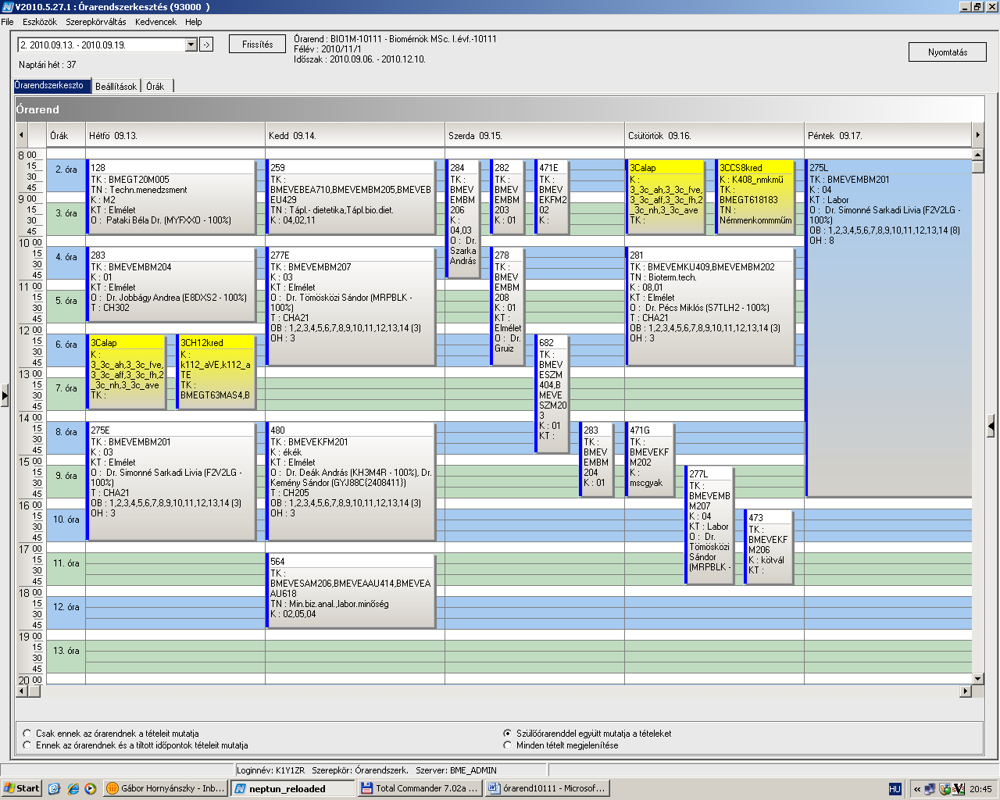 V2010.5.27.1 : Órarendszerkesztés (93000 )
File Eszközök Szerepkörváltás Kedvencek Help
2. 2010.09.13. - 2010.09.19.
->
Frissítés
Órarend : BIO1M-10111 - Biomérnök MSc. I.évf.-10111
Félév : 2010/11/1
Időszak : 2010.09.06. - 2010.12.10.
Nyomtatás
Naptári hét : 37
Órarendszerkeszto Beállítások Órák
Órarend
Órák Hétfő 09.13. Kedd 09.14. Szerda 09.15. Csütörtök 09.16. Péntek 09.17.
8 00
15
30
45
9 00
15
30
45
10 00
15
30
45
11 00
15
30
45
12 00
15
30
45
13 00
15
30
45
14 00
15
30
45
15 00
15
30
45
16 00
15
30
45
17 00
15
30
45
18 00
15
30
45
19 00
15
30
45
20 00
2. óra
3. óra
4. óra
5. óra
6. óra
7. óra
8. óra
9. óra
10. óra
11. óra
12. óra
13. óra
128
TK : BMEGT20M005
TN : Techn.menedzsment
K : M2
KT : Elmélet
O : Pataki Béla Dr. (MYFXXO - 100%)
283
TK : BMEVEMBM204
K : 01
KT : Elmélet
O : Dr. Jobbágy Andrea (E8DXS2 - 100%)
T : CH302
3Calap
K :
3_3c_ah,3_3c_fve,
3_3c_aff,3_3c_fh,2
_3c_nh,3_3c_ave
TK :
3CH12kred
K :
k112_aVE,k112_a
TE
TK :
BMEGT63MAS4,B
275E
TK : BMEVEMBM201
K : 03
KT : Elmélet
O : Dr. Simonné Sarkadi Livia (F2V2LG -
100%)
T : CHA21
OB : 1,2,3,4,5,6,7,8,9,10,11,12,13,14 (3)
OH : 3
259
TK :
BMEVEBEA710,BMEVEMBM205,BMEVEB
EU429
TN : Tápl.- dietetika,Tápl.bio.diet.
K : 04,02,11
277E
TK : BMEVEMBM207
K : 03
KT : Elmélet
O : Dr. Tömösközi Sándor (MRPBLK -
100%)
T : CHA21
OB : 1,2,3,4,5,6,7,8,9,10,11,12,13,14 (3)
OH : 3
480
TK : BMEVEKFM201
K : ékék
KT : Elmélet
O : Dr. Deák András (KH3M4R - 100%), Dr.
Kemény Sándor (GYJ88C{2408411})
T : CH205
OB : 1,2,3,4,5,6,7,8,9,10,11,12,13,14 (3)
OH : 3
564
TK :
BMEVESAM206,BMEVEAAU414,BMEVEA
AU618
TN : Min.biz.anal.,labor.minőség
K : 02,05,04
284
TK :
BMEV
EMBM
206
K :
04,03
O : Dr.
Szarka
András
282
TK :
BMEV
EMBM
203
K : 01
471E
TK :
BMEV
EKFM2
02
K :
278
TK :
BMEV
EMBM
208
K : 01
KT :
Elmélet
O : Dr.
Gruiz
682
TK :
BMEV
ESZM
404,B
MEVE
SZM20
3
K : 01
KT :
283
TK :
BMEV
EMBM
204
K : 01
3Calap
K :
3_3c_ah,3_3c_fve,
3_3c_aff,3_3c_fh,2
_3c_nh,3_3c_ave
TK :
3CCS8kred
K : K408_nmkmű
TK :
BMEGT618183
TN :
Némmenkommműm
281
TK : BMEVEMKU409,BMEVEMBM202
TN : Bioterm.tech.
K : 08,01
KT : Elmélet
O : Dr. Pécs Miklós (S7TLH2 - 100%)
T : CHA21
OB : 1,2,3,4,5,6,7,8,9,10,11,12,13,14 (3)
OH : 3
471G
TK :
BMEVEKF
M202
K :
mscgyak
277L
TK :
BMEVEMB
M207
K : 04
KT : Labor
O : Dr.
Tömösközi
Sándor
(MRPBLK -
473
TK :
BMEVEKF
M206
K : kötvál
KT :
275L
TK : BMEVEMBM201
K : 04
KT : Labor
O : Dr. Simonné Sarkadi Livia (F2V2LG -
100%)
OB : 1,2,3,4,5,6,7,8,9,10,11,12,13,14 (8)
OH : 8
Csak ennek az órarendnek a tételeit mutatja
Ennek az órarendnek és a tiltott időpontok tételeit mutatja
Szülőórarenddel együtt mutatja a tételeket
Minden tételt megjelenítése
Loginnév: K1Y1ZR Szerepkör: Órarendszerk. Szerver: BME_ADMIN
Start
Gábor Hornyánszky - Inb...
neptun_reloaded
Total Commander 7.02a ...
órarend10111 - Microsof...
HU
«
20:45